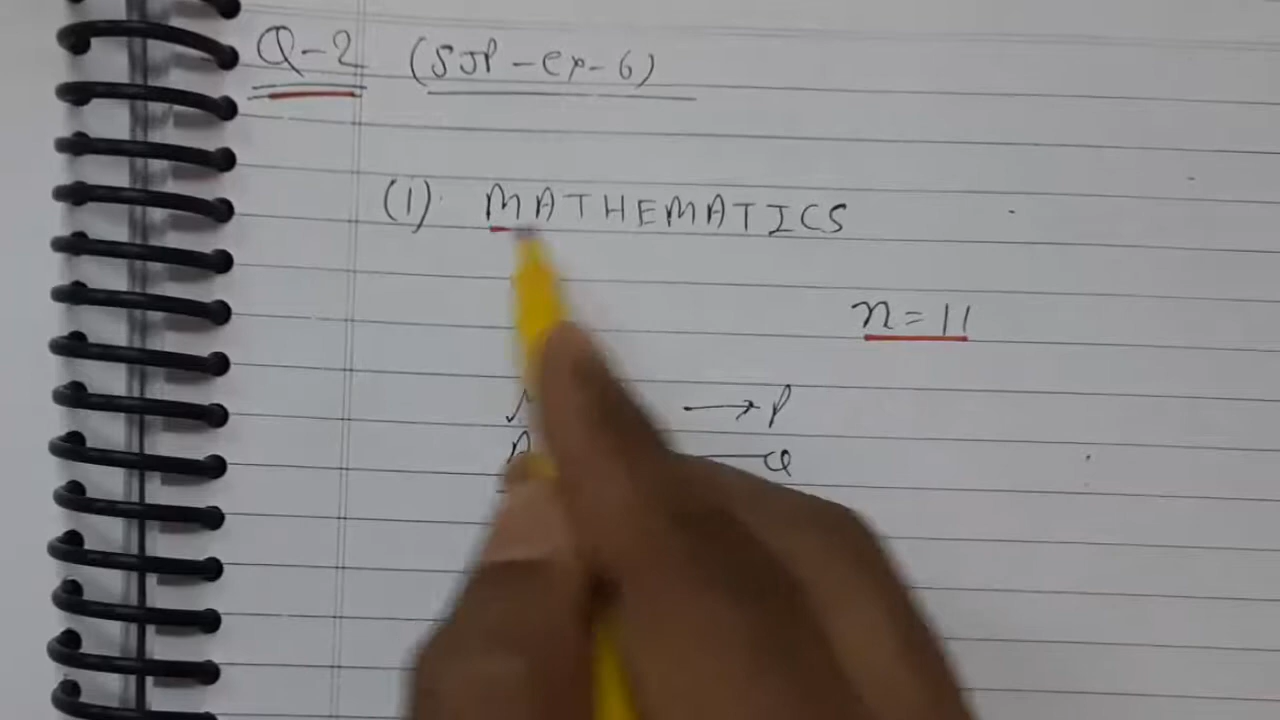 Q-2 (SJP-ex-6)
(1) MATHEMATICS
n = 11
→ P
A — Q